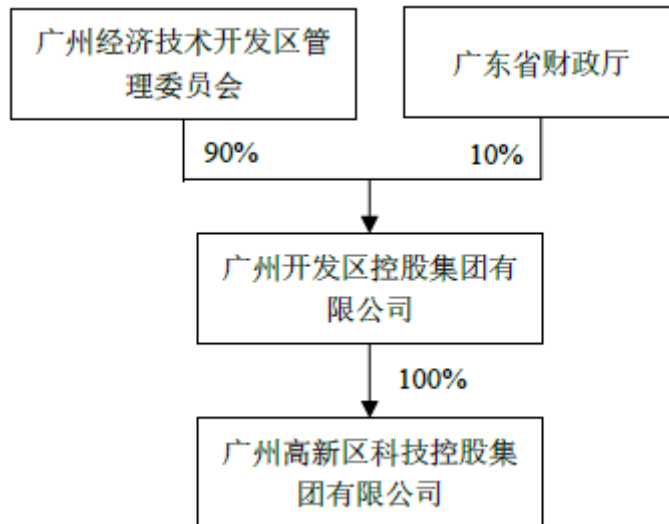 广州经济技术开发区管
理委员会
广东省财政厅
90%
10%
广州开发区控股集团有
限公司
100%
广州高新区科技控股集
团有限公司